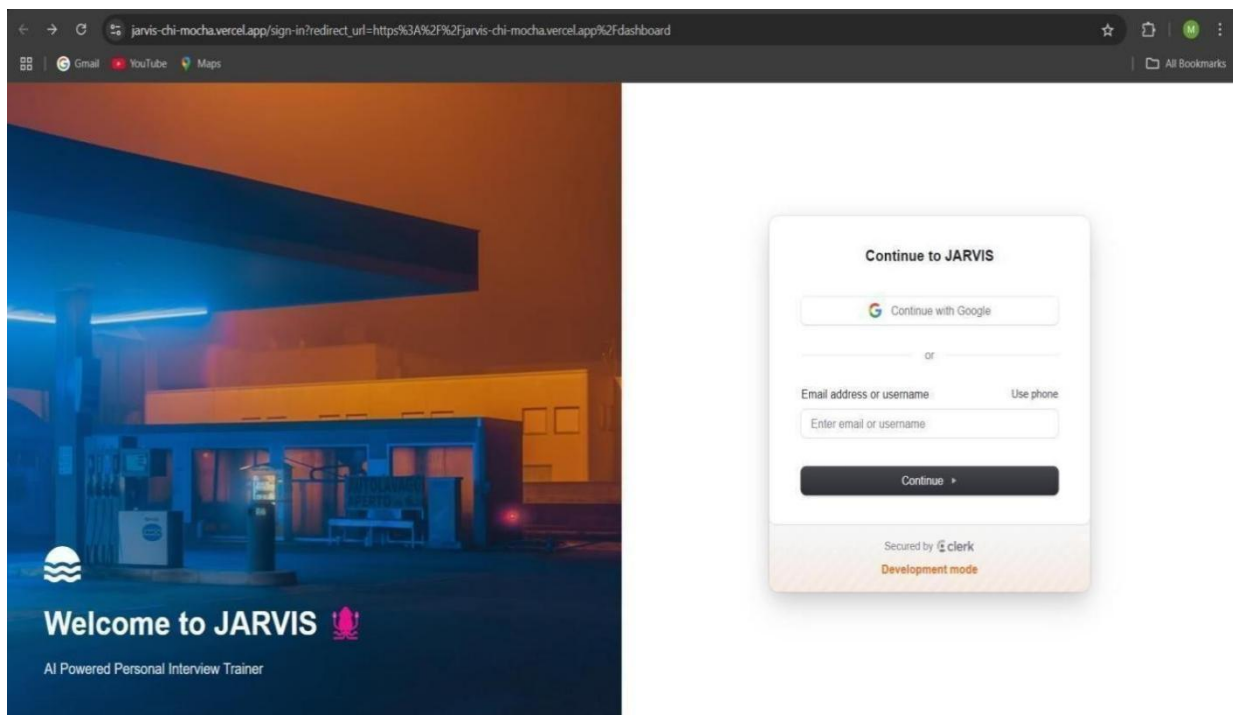 jarvis-chi-mocha.vercel.app/sign-in?redirect_url=https%3A%2F%2Fjarvis-chi-mocha.vercel.app%2Fdashboard
M
Gmail
YouTube
Maps
All Bookmarks
Continue to JARVIS
Continue with Google
or
Email address or username
Use phone
Enter email or username
Continue
Secured by clerk
Development mode
AUTOLAVAGGIO
APERTO
Welcome to JARVIS
AI Powered Personal Interview Trainer